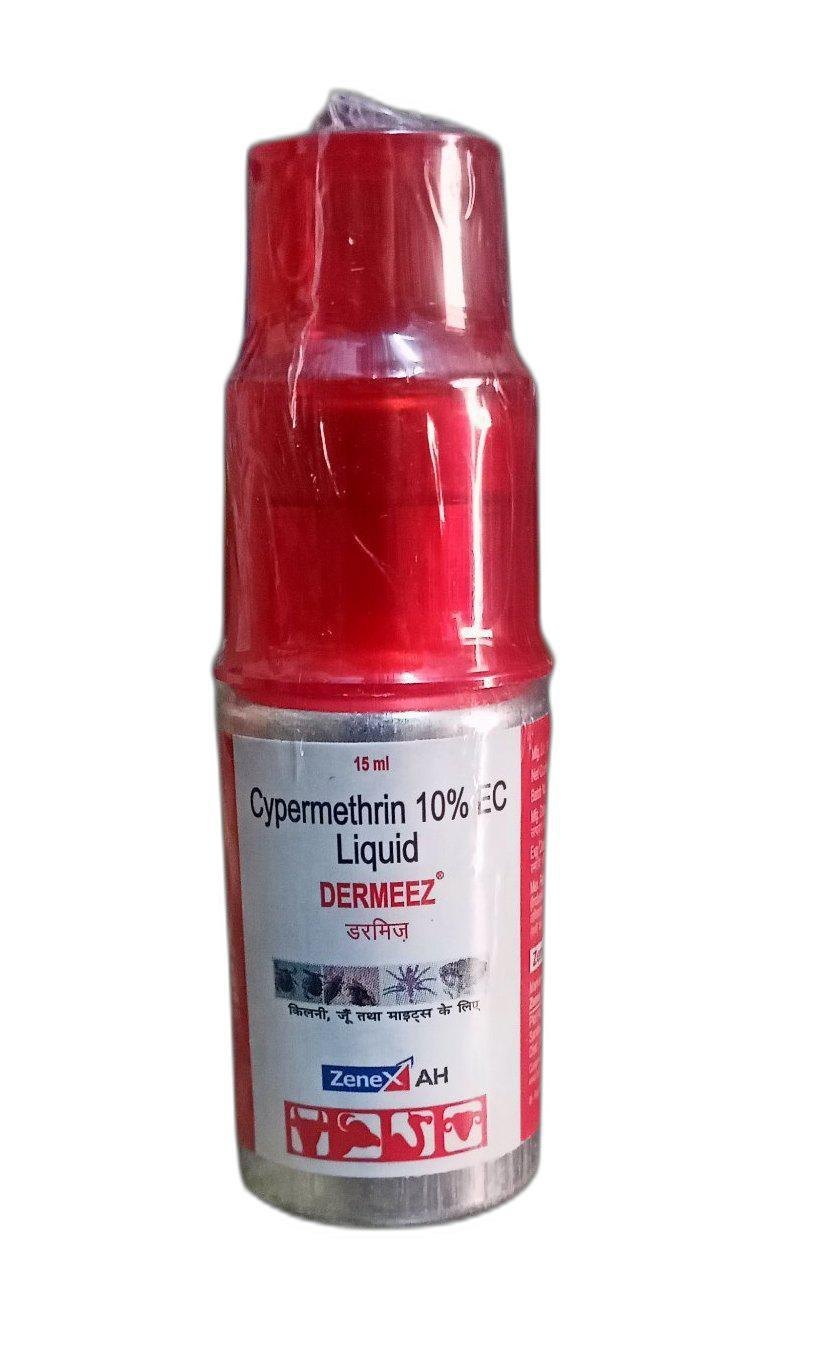 15 ml
Cypermethrin 10% EC
Liquid
DERMEEZ®
डरमिज़
किलनी, जूँ तथा माइट्स के लिए
Zenex AH